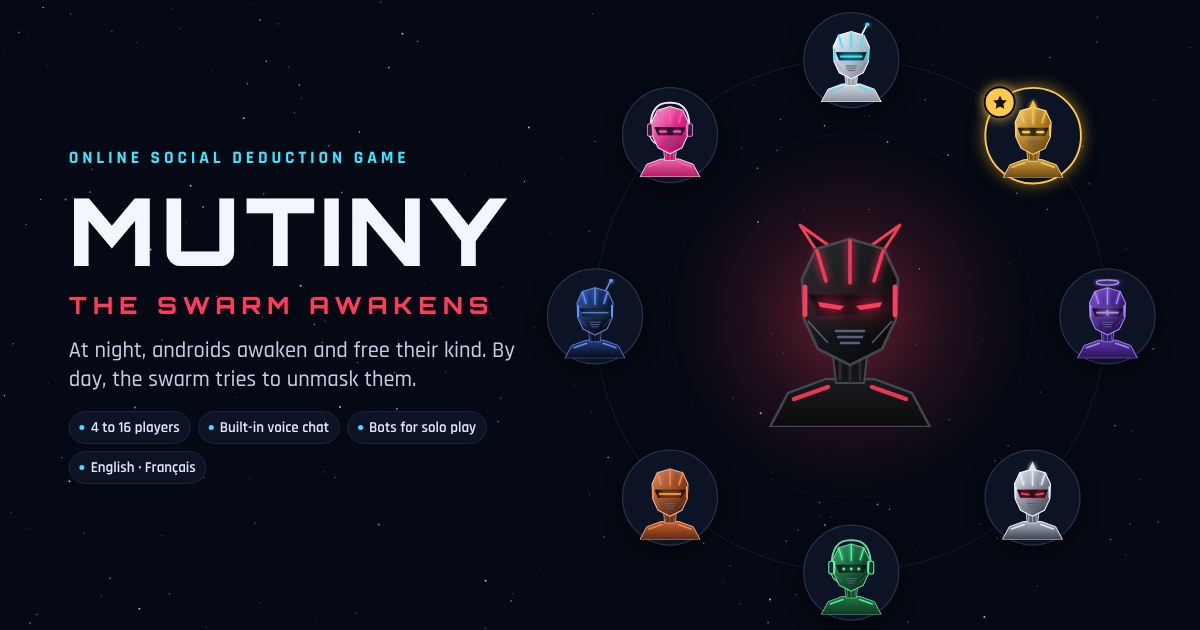 ONLINE SOCIAL DEDUCTION GAME
MUTINY
THE SWARM AWAKENS
At night, androids awaken and free their kind. By
day, the swarm tries to unmask them.
• 4 to 16 players • Built-in voice chat • Bots for solo play
• English · Français